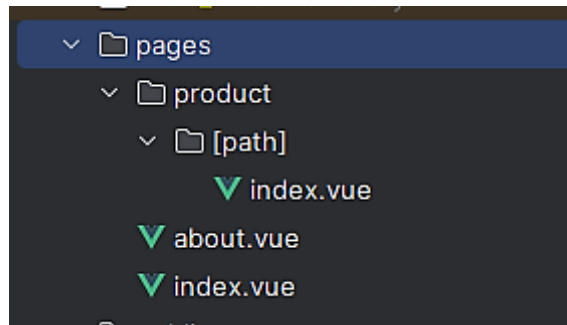 pages
product
[path]
index.vue
about.vue
index.vue